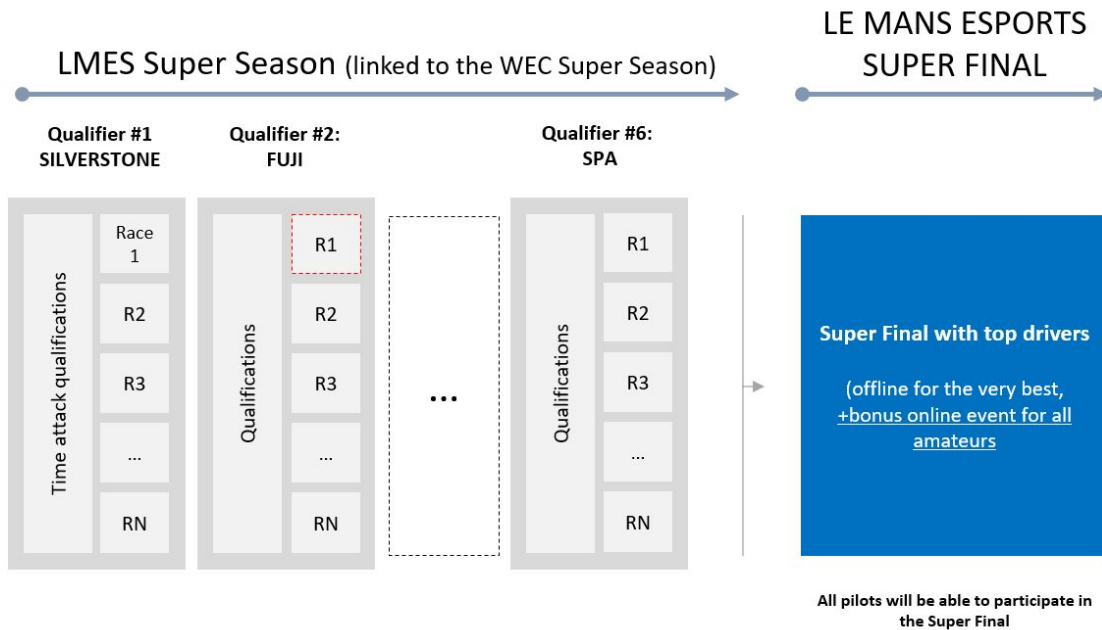 LMES Super Season (linked to the WEC Super Season)
LE MANS ESPORTS
SUPER FINAL
Qualifier #1
SILVERSTONE
Qualifier #2:
FUJI
Qualifier #6:
SPA
Time attack qualifications
Race
1
R2
R3
...
RN
Qualifications
R1
R2
R3
...
RN
...
Qualifications
R1
R2
R3
...
RN
Super Final with top drivers
(offline for the very best,
+bonus online event for all
amateurs
All pilots will be able to participate in
the Super Final